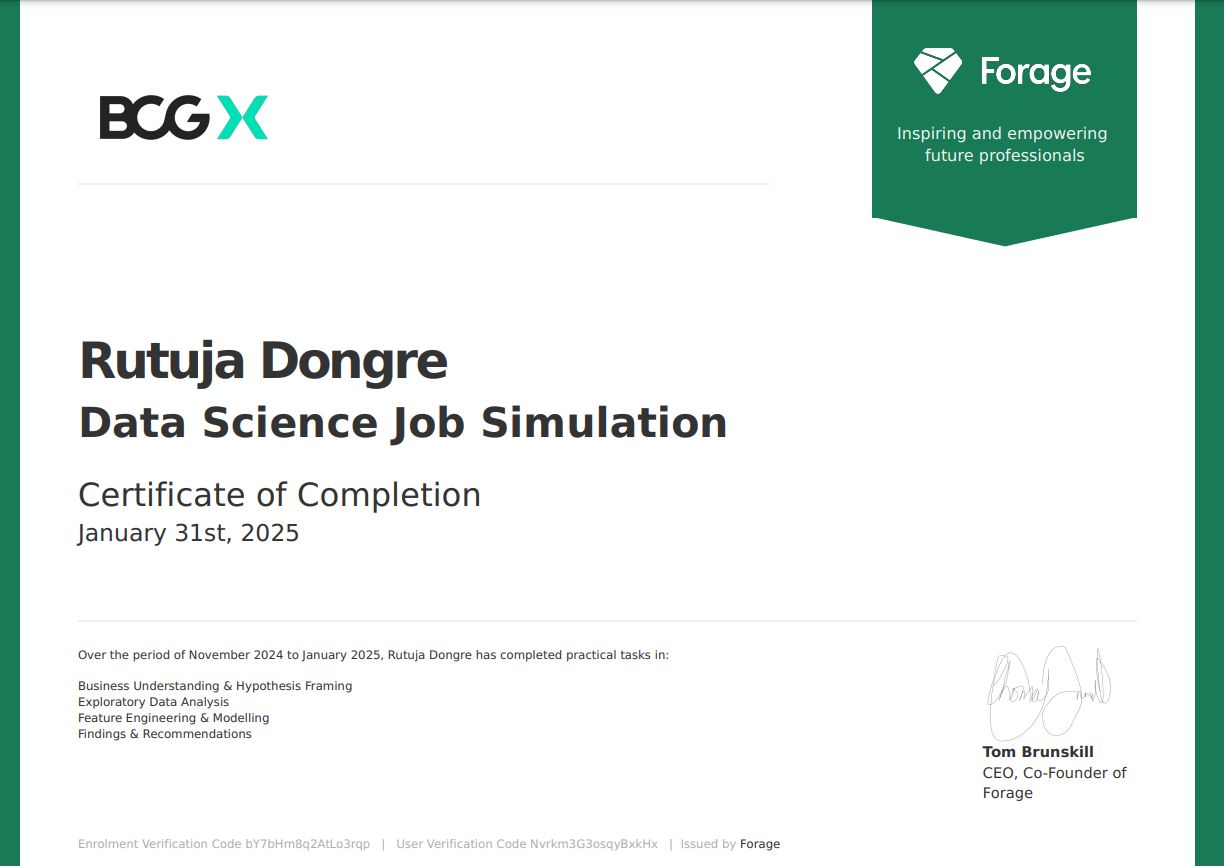 BCG X
Forage
Inspiring and empowering
future professionals
Rutuja Dongre
Data Science Job Simulation
Certificate of Completion
January 31st, 2025
Over the period of November 2024 to January 2025, Rutuja Dongre has completed practical tasks in:
Business Understanding & Hypothesis Framing
Exploratory Data Analysis
Feature Engineering & Modelling
Findings & Recommendations
Tom Brunskill
CEO, Co-Founder of
Forage
Enrolment Verification Code bY7bHm8q2AtLo3rqp | User Verification Code Nvrkm3G3osqyBxkHx | Issued by Forage